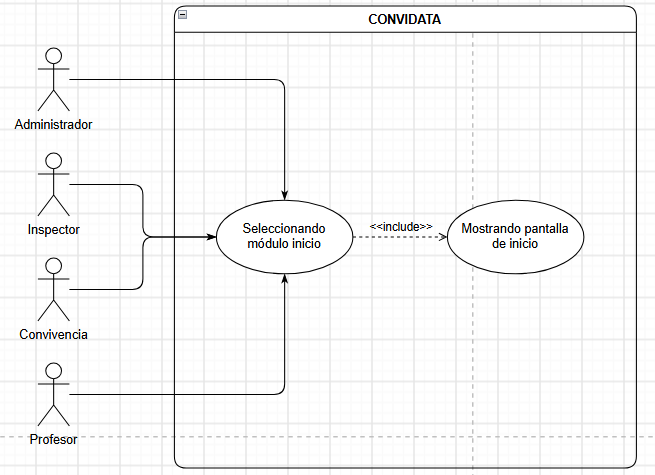 CONVIDATA
Administrador
Inspector
Convivencia
Profesor
Seleccionando
módulo inicio
<<include>>
Mostrando pantalla
de inicio